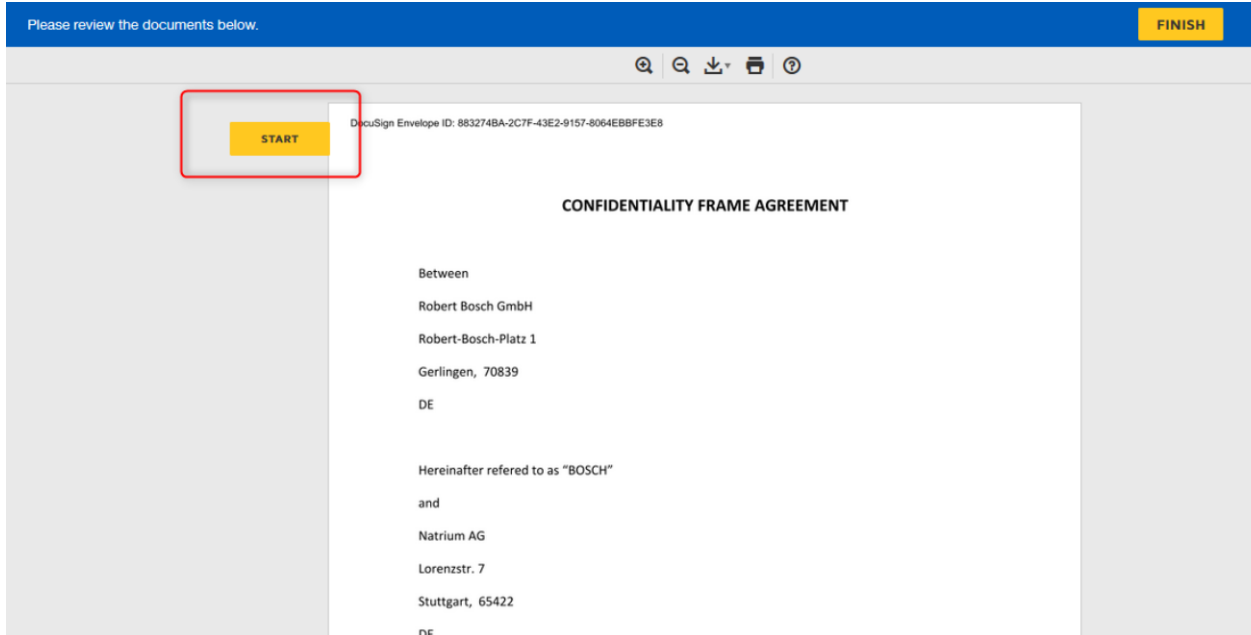 Please review the documents below.
FINISH
START
DocuSign Envelope ID: 883274BA-2C7F-43E2-9157-8064EBBFE3E8
CONFIDENTIALITY FRAME AGREEMENT
Between
Robert Bosch GmbH
Robert-Bosch-Platz 1
Gerlingen, 70839
DE
Hereinafter refered to as “BOSCH”
and
Natrium AG
Lorenzstr. 7
Stuttgart, 65422
DE